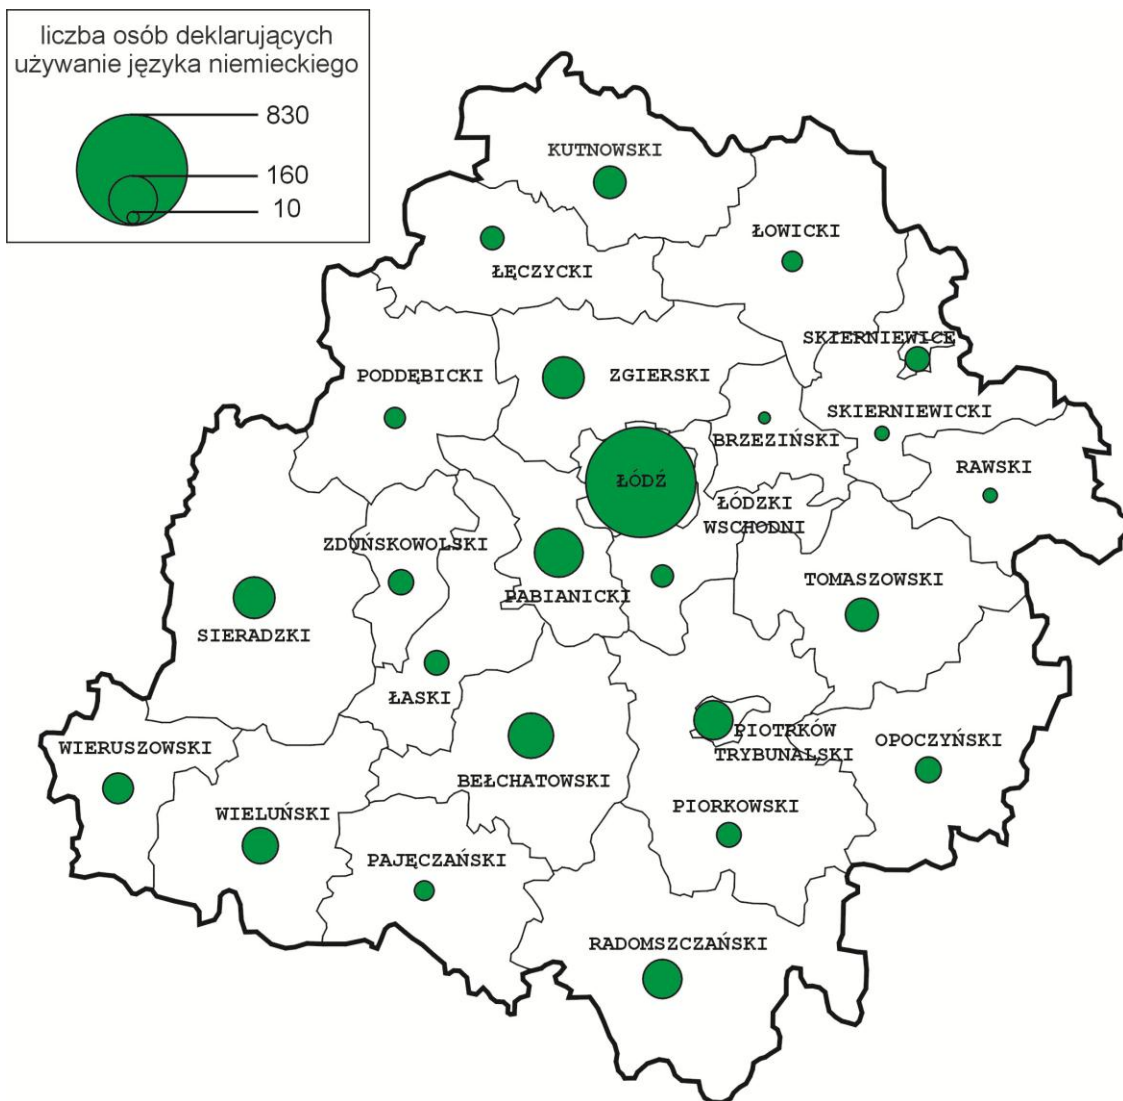 liczba osób deklarujących
używanie języka niemieckiego
830
160
10
KUTNOWSKI
ŁOWICKI
ŁĘCZYCKI
SKIERNIEWICE
PODDĘBICKI
ZGIERSKI
SKIERNIEWICKI
BRZEZIŃSKI
RAWSKI
ŁÓDŹ
ŁÓDZKI
WSCHODNI
ZDUŃSKOWOLSKI
TOMASZOWSKI
PABIANICKI
SIERADZKI
ŁASKI
PIOTRKÓW
TRYBUNALSKI
OPOCZYŃSKI
WIERUSZOWSKI
BEŁCHATOWSKI
PIORKOWSKI
WIELUŃSKI
PAJĘCZAŃSKI
RADOMSZCZAŃSKI